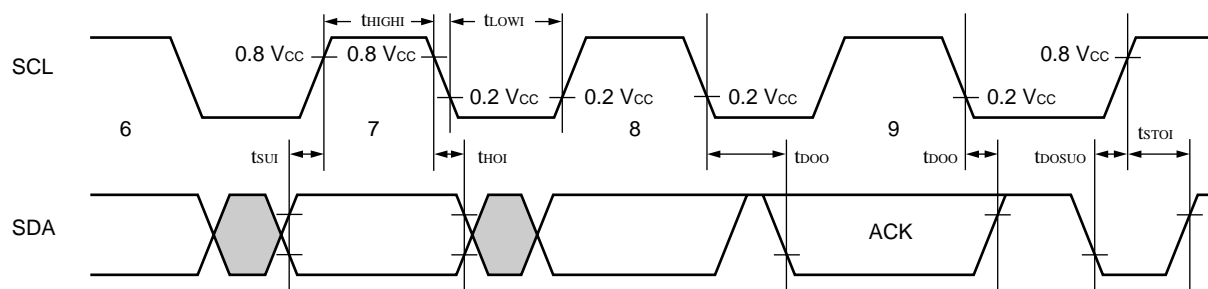 tHIGHI tLOWI
SCL 0.8 VCC 0.8 VCC 0.8 VCC
0.2 VCC 0.2 VCC 0.2 VCC 0.2 VCC
6 7 8 9
tSUI tHOI tDOO tDOO tDOSUO tSTOI
SDA ACK